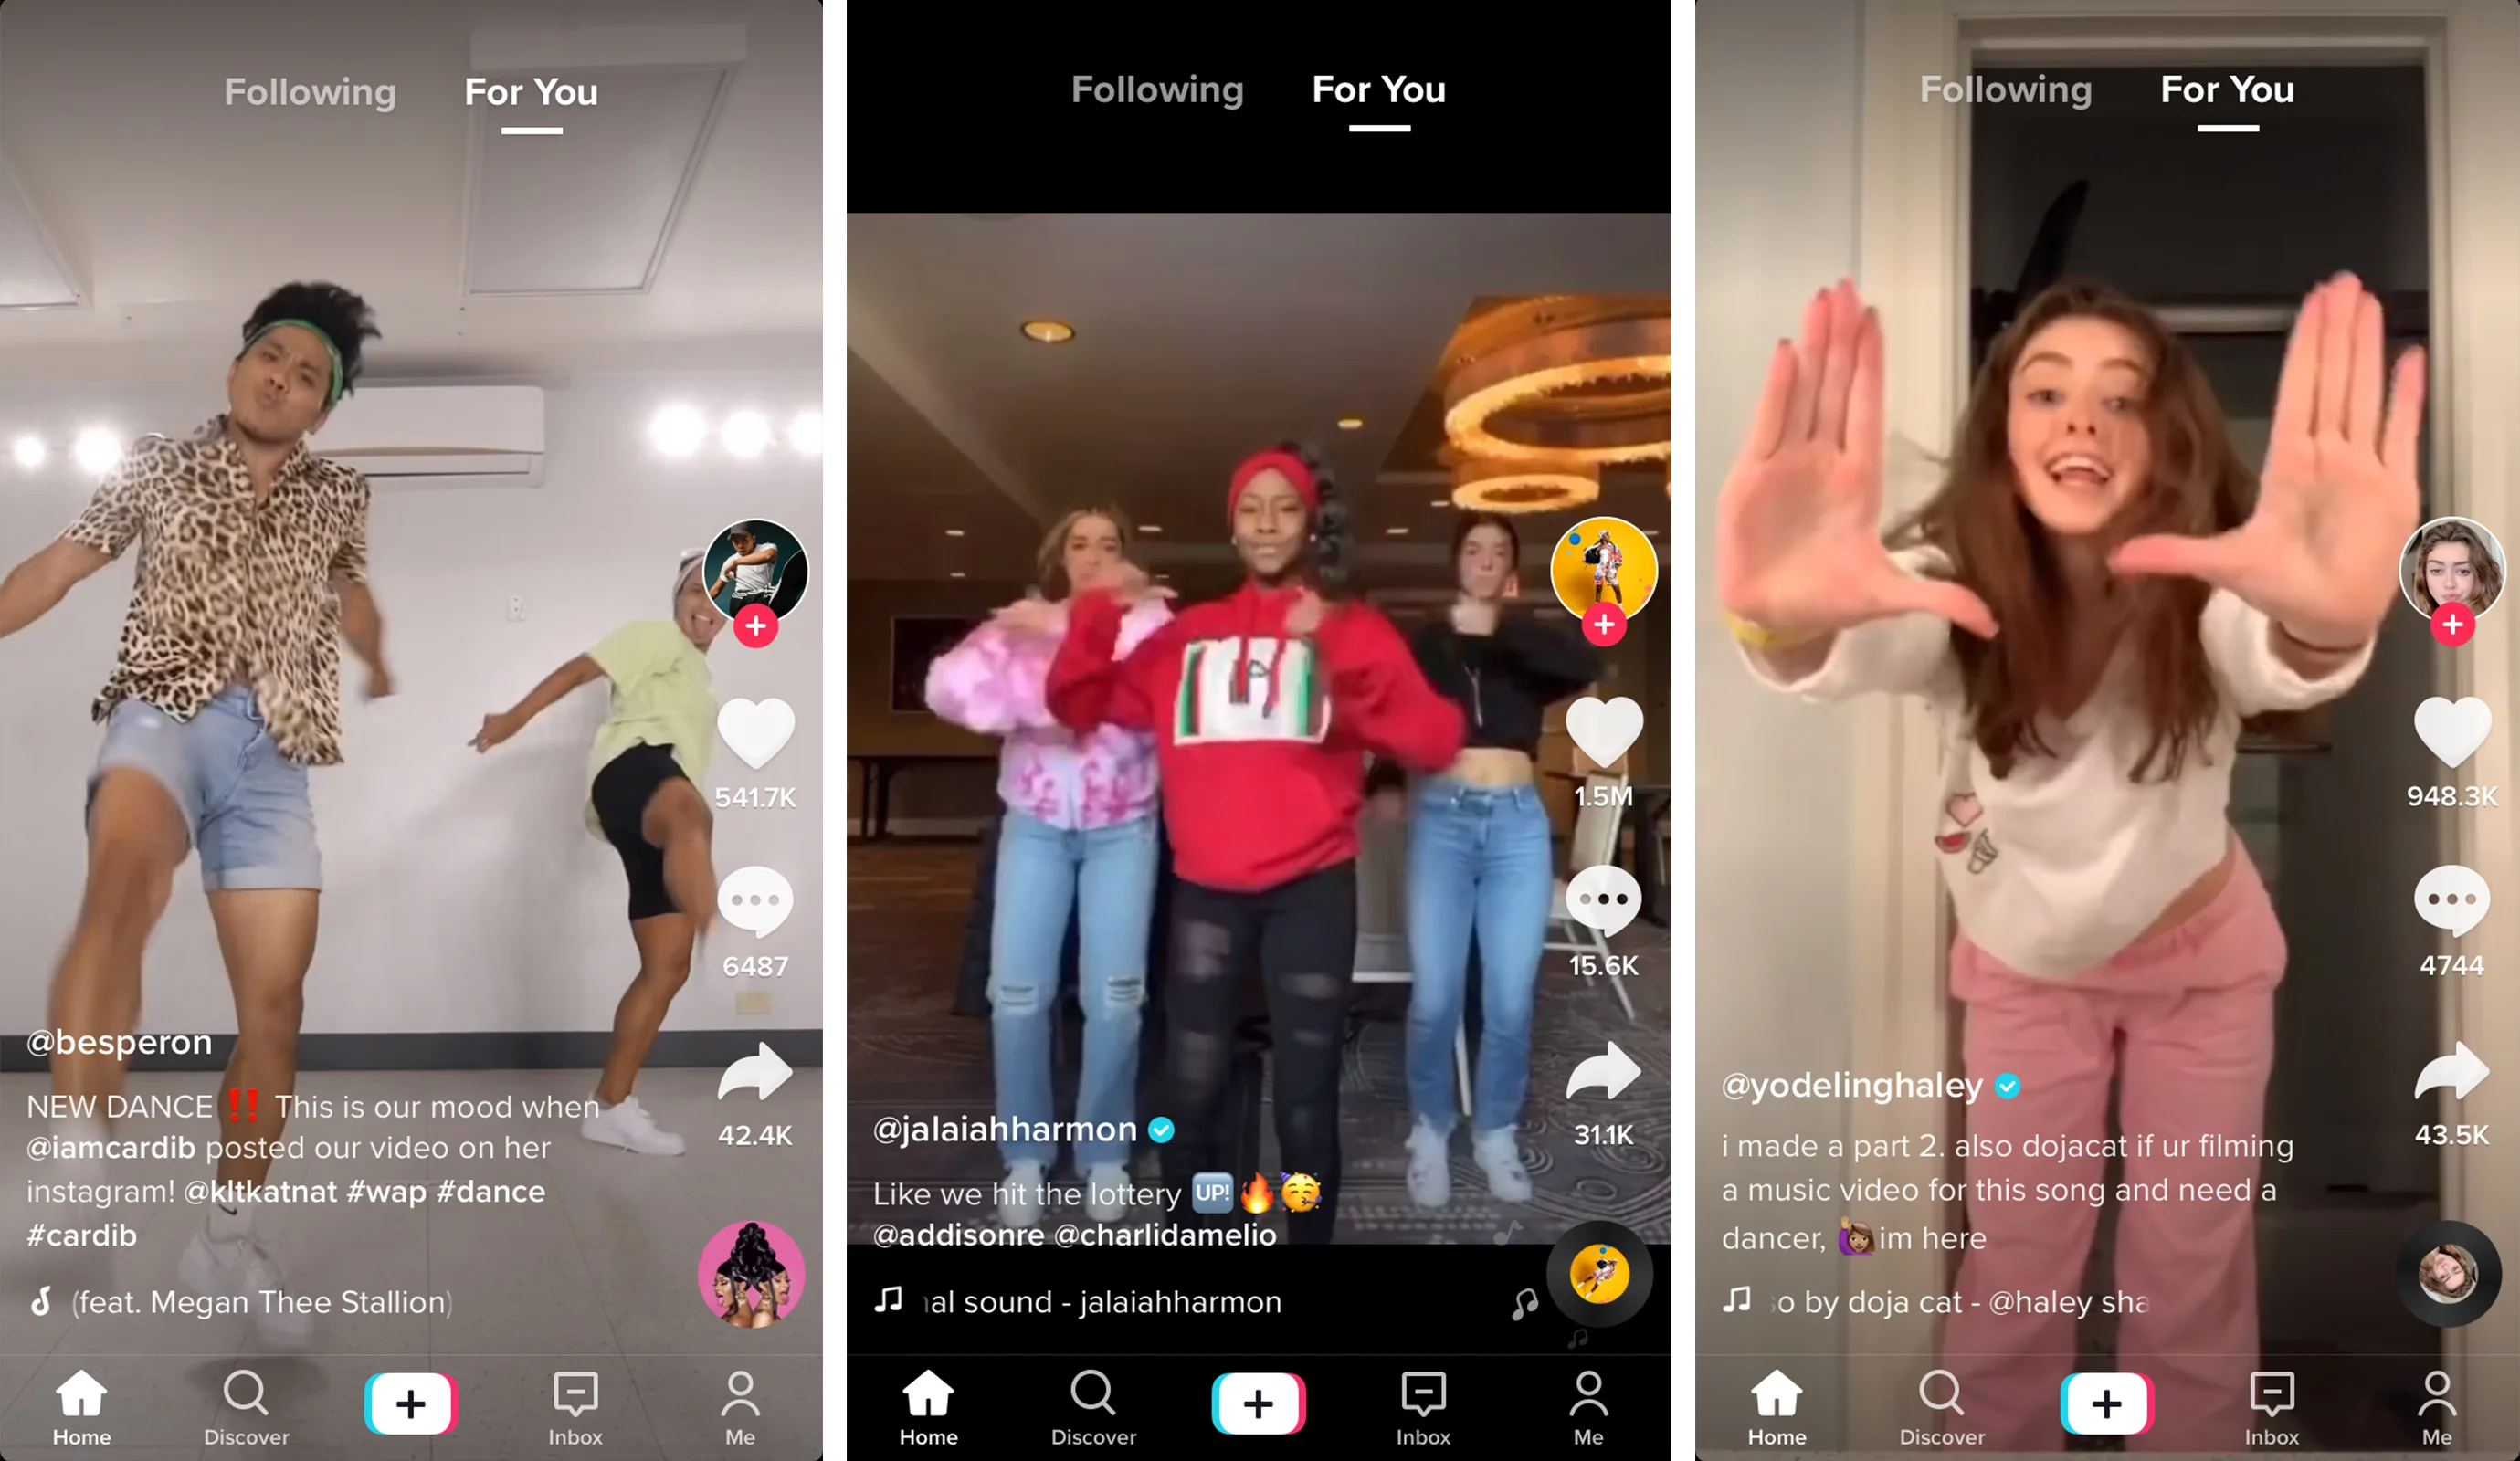 Following For You
541.7K
6487
@besperon
NEW DANCE ‼️ This is our mood when
42.4K
@iamcardib posted our video on her
instagram! @kltkatnat #wap #dance
#cardib
(feat. Megan Thee Stallion)
Home Discover Inbox Me
Following For You
1.5M
15.6K
@jalaiahharmon
31.1K
Like we hit the lottery 🆙🔥🥳
@addisonre @charlidamelio
al sound - jalaiahharmon
Home Discover Inbox Me
Following For You
948.3K
4744
@yodelinghaley
43.5K
i made a part 2. also dojacat if ur filming
a music video for this song and need a
dancer, 🙋🏽‍♀️im here
so by doja cat - @haley sha
Home Discover Inbox Me